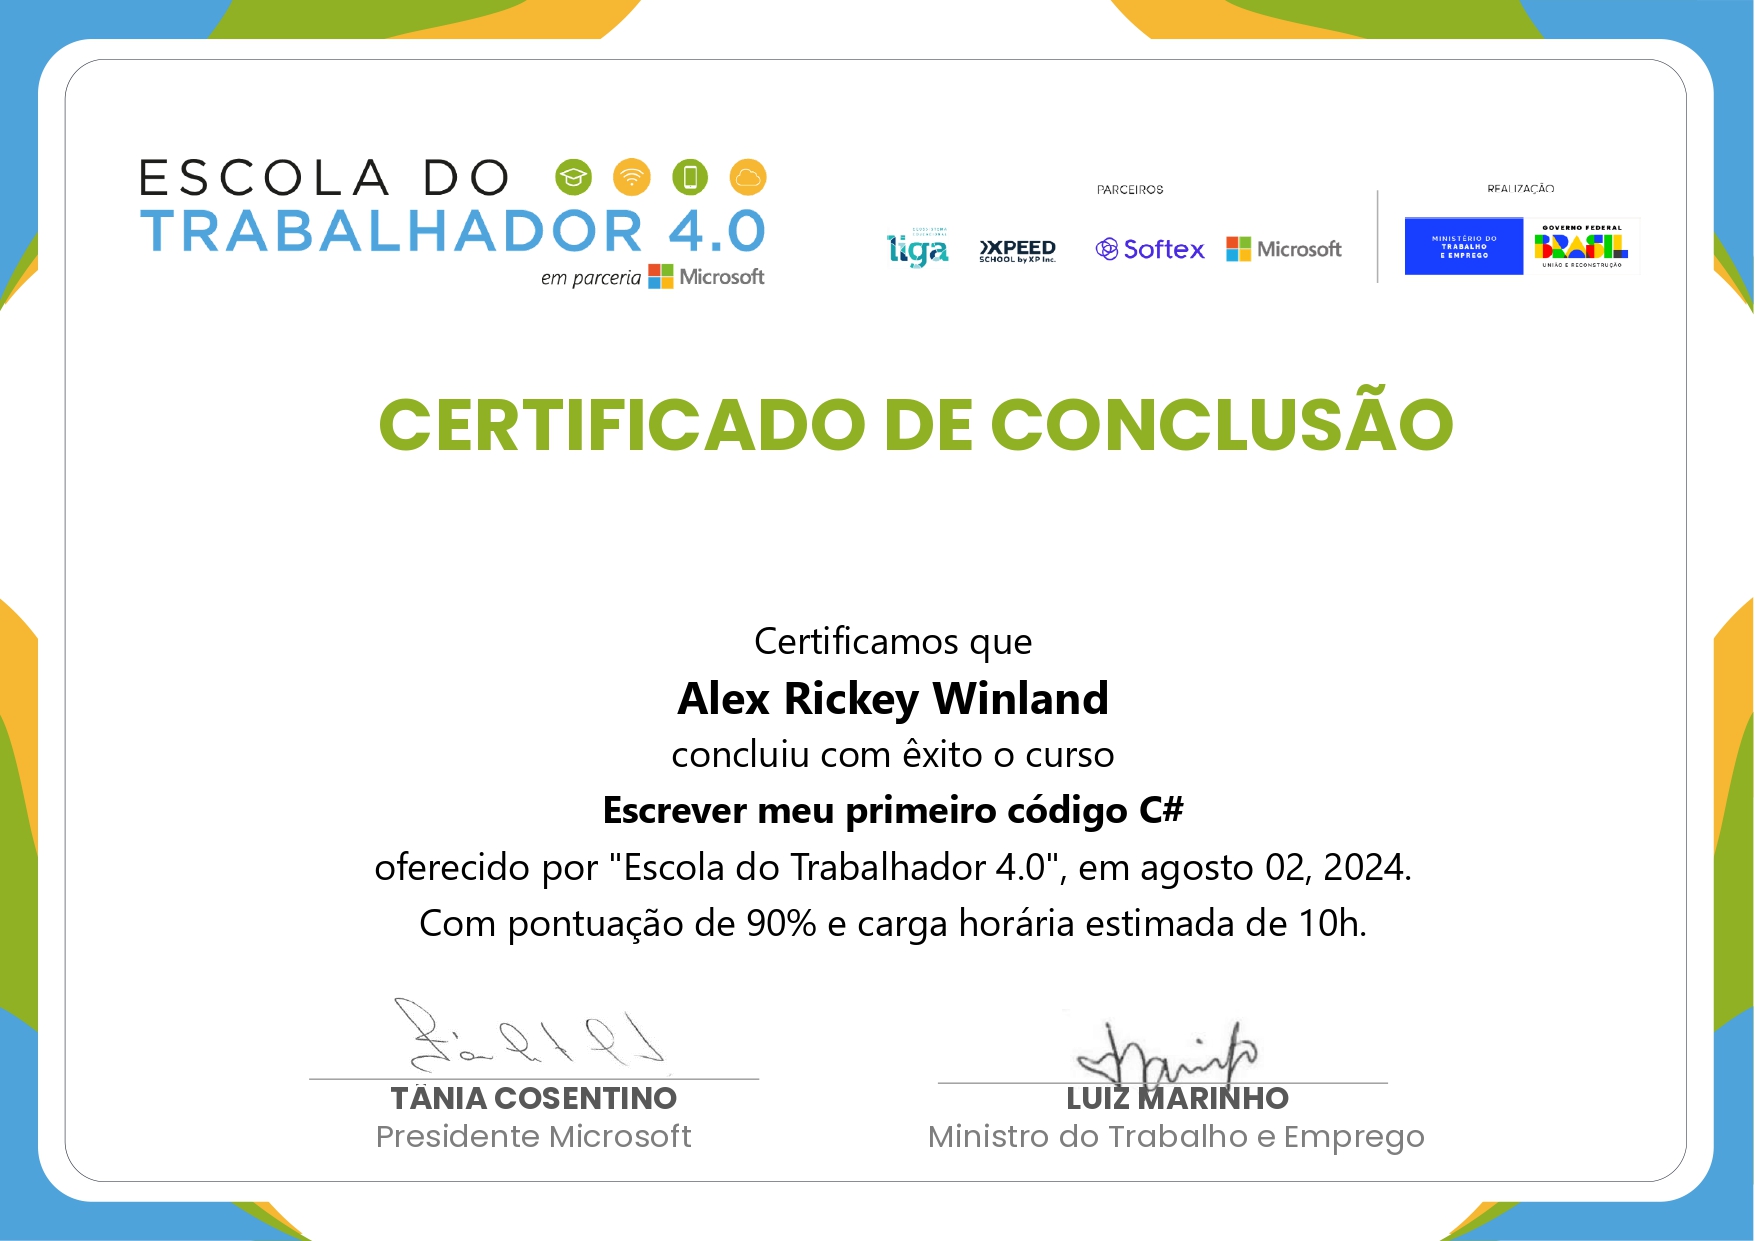 ESCOLA DO
TRABALHADOR 4.0
em parceria Microsoft
PARCEIROS
liga
XPEED
SCHOOL by XP Inc.
Softex
Microsoft
REALIZAÇÃO
MINISTÉRIO DO
TRABALHO
E EMPREGO
GOVERNO FEDERAL
BRASIL
UNIÃO E RECONSTRUÇÃO
CERTIFICADO DE CONCLUSÃO
Certificamos que
Alex Rickey Winland
concluiu com êxito o curso
Escrever meu primeiro código C#
oferecido por "Escola do Trabalhador 4.0", em agosto 02, 2024.
Com pontuação de 90% e carga horária estimada de 10h.
TÂNIA COSENTINO
Presidente Microsoft
LUIZ MARINHO
Ministro do Trabalho e Emprego